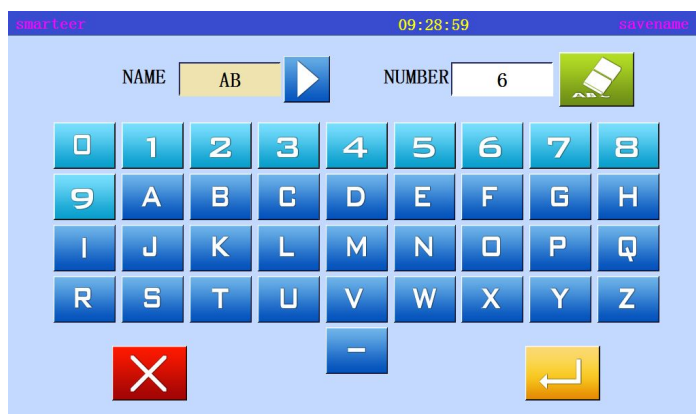 smarteer 09:28:59 savename
NAME AB NUMBER 6
AB
0 1 2 3 4 5 6 7 8
9 A B C D E F G H
I J K L M N O P Q
R S T U V W X Y Z
-